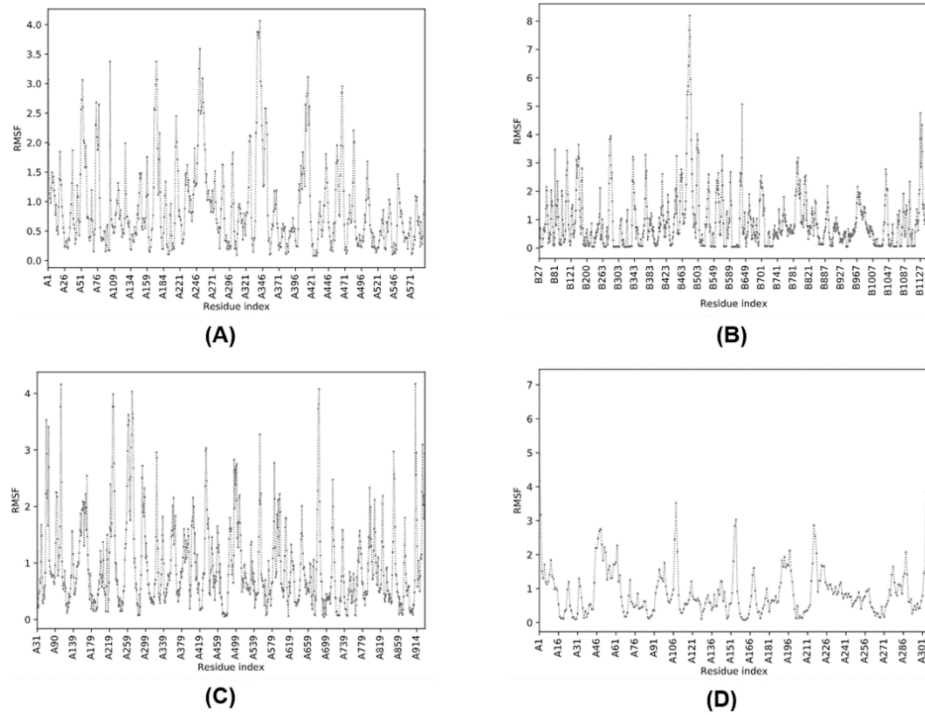 4.0
3.5
3.0
2.5
2.0
1.5
1.0
0.5
0.0
RMSF
A1 A26 A51 A76 A109 A134 A159 A184 A221 A246 A271 A296 A321 A346 A371 A396 A421 A446 A471 A496 A521 A546 A571
Residue index
(A)
8
7
6
5
4
3
2
1
0
RMSF
B27 B81 B121 B200 B263 B303 B343 B383 B423 B463 B503 B549 B589 B649 B701 B741 B781 B821 B887 B927 B967 B1007 B1047 B1087 B1127
Residue index
(B)
4
3
2
1
0
RMSF
A31 A90 A139 A179 A219 A259 A299 A339 A379 A419 A459 A499 A539 A579 A619 A659 A699 A739 A779 A819 A859 A914
Residue index
(C)
7
6
5
4
3
2
1
0
RMSF
A1 A16 A31 A46 A61 A76 A91 A106 A121 A136 A151 A166 A181 A196 A211 A226 A241 A256 A271 A286 A301
Residue index
(D)